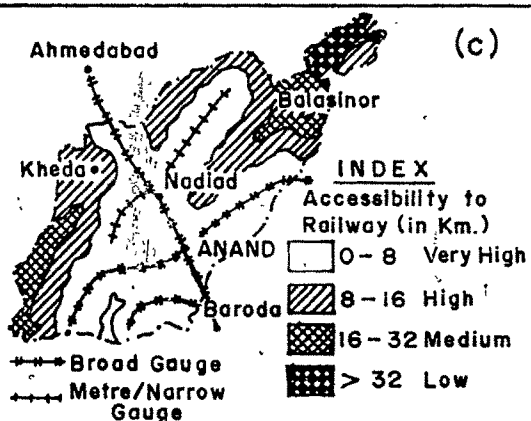 (c)
Ahmedabad
Balasinor
Kheda
Nadiad
INDEX
Accessibility to
Railway (in Km.)
ANAND
0-8 Very High
8-16 High
Baroda
16-32 Medium
Broad Gauge
> 32 Low
Metre/Narrow
Gauge